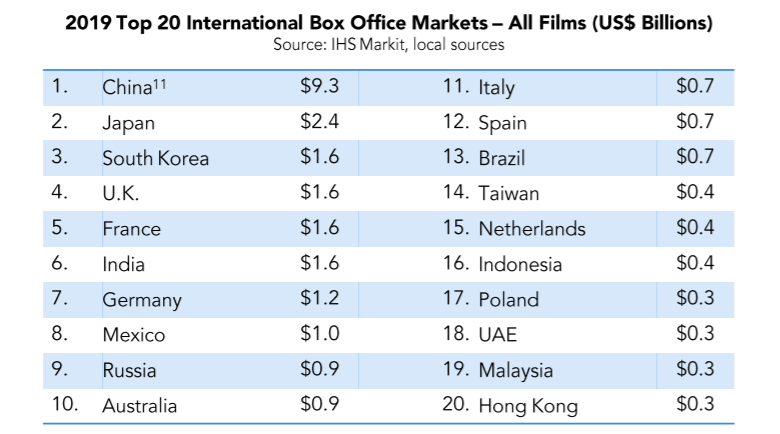 2019 Top 20 International Box Office Markets – All Films (US$ Billions)
Source: IHS Markit, local sources
1. China¹¹ $9.3 11. Italy $0.7
2. Japan $2.4 12. Spain $0.7
3. South Korea $1.6 13. Brazil $0.7
4. U.K. $1.6 14. Taiwan $0.4
5. France $1.6 15. Netherlands $0.4
6. India $1.6 16. Indonesia $0.4
7. Germany $1.2 17. Poland $0.3
8. Mexico $1.0 18. UAE $0.3
9. Russia $0.9 19. Malaysia $0.3
10. Australia $0.9 20. Hong Kong $0.3